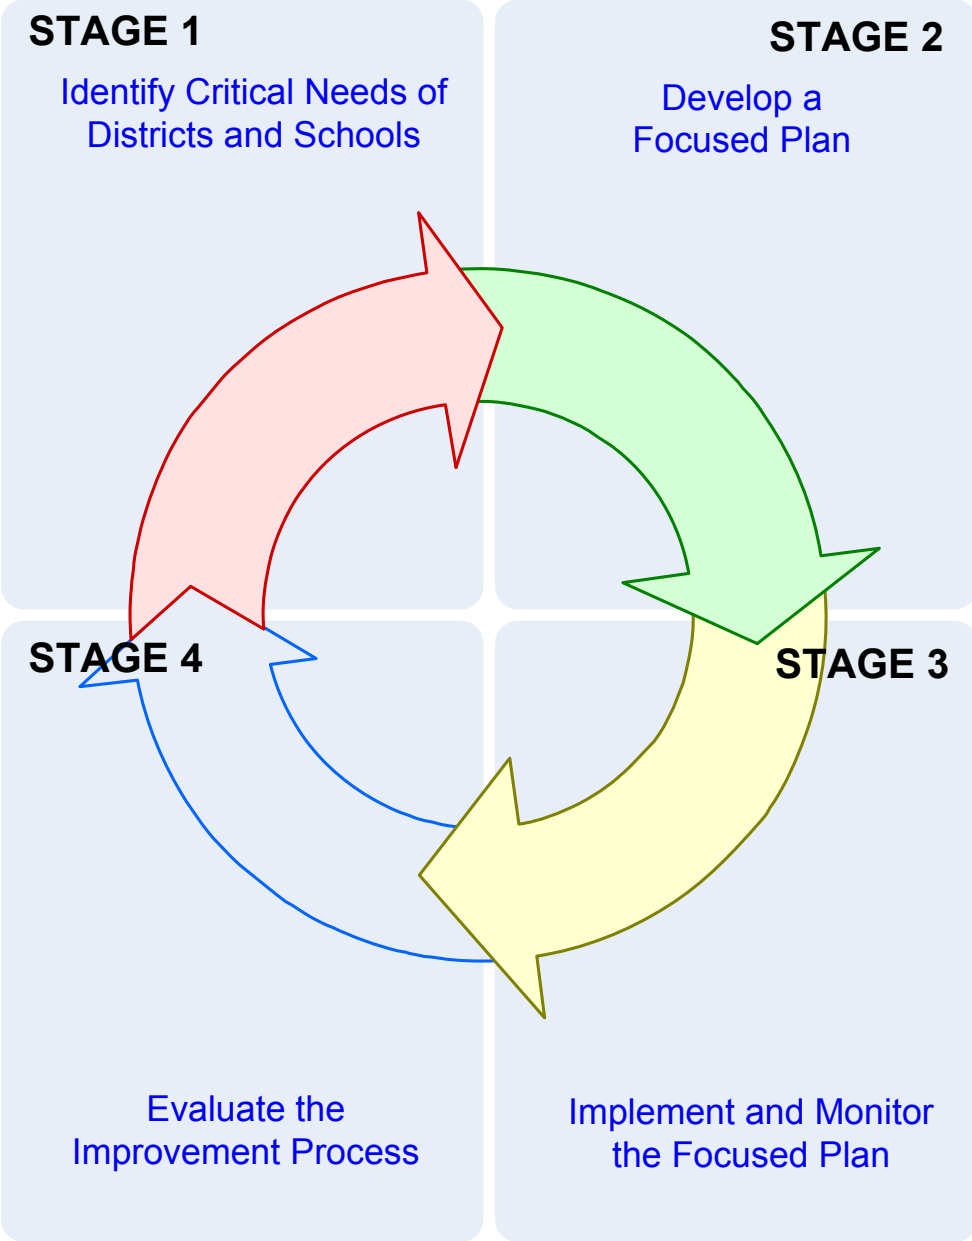 STAGE 1
Identify Critical Needs of
Districts and Schools
STAGE 2
Develop a
Focused Plan
STAGE 3
Implement and Monitor
the Focused Plan
STAGE 4
Evaluate the
Improvement Process